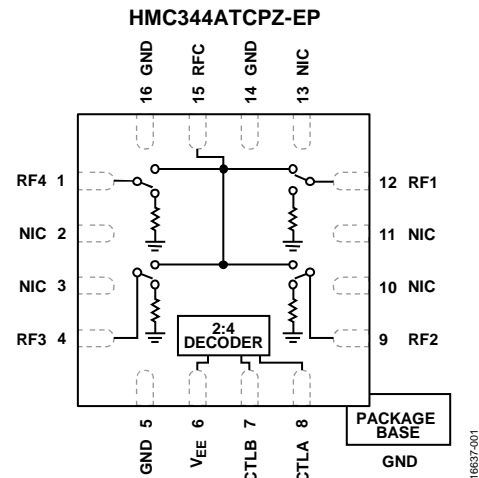 HMC344ATCPZ-EP
16 GND
15 RFC
14 GND
13 NIC
RF4 1
12 RF1
NIC 2
11 NIC
NIC 3
10 NIC
RF3 4
9 RF2
2:4
DECODER
GND 5
VEE 6
CTLB 7
CTLA 8
PACKAGE
BASE
GND
16637-001